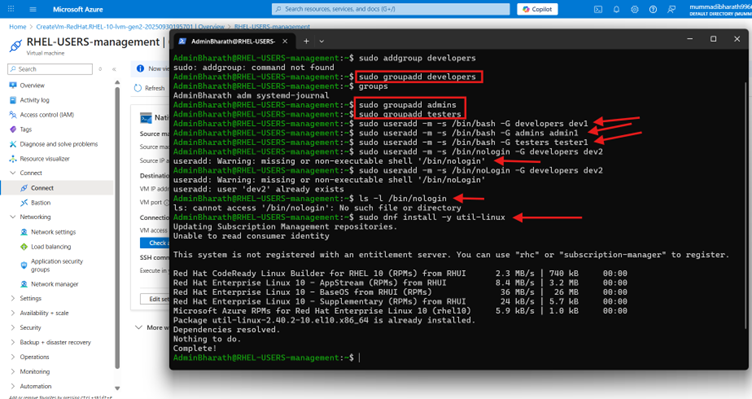 Microsoft Azure
Search resources, services, and docs (G+/)
Copilot
mummadibharath996
DEFAULT DIRECTORY (MUMM
Home > CreateVm-RedHat.RHEL-10-lvm-gen2-20250930195701 | Overview > RHEL-USERS-management
RHEL-USERS-management |
Virtual machine
Search
Overview
Activity log
Access control (IAM)
Tags
Diagnose and solve problems
Resource visualizer
Connect
Connect
Bastion
Networking
Network settings
Load balancing
Application security
groups
Network manager
Settings
Availability + scale
Security
Backup + disaster recovery
Operations
Monitoring
Automation
Now view
Refresh
Nati
Source ma
Source ma
Source IP a
Destination
VM IP addr
VM port (
Connection
VM access
Check a
SSH comm
Execute in
Edit set
More w
AdminBharath@RHEL-USERS-
AdminBharath@RHEL-USERS-management:~$ sudo addgroup developers
sudo: addgroup: command not found
AdminBharath@RHEL-USERS-management:~$ sudo groupadd developers
AdminBharath@RHEL-USERS-management:~$ groups
AdminBharath adm systemd-journal
AdminBharath@RHEL-USERS-management:~$ sudo groupadd admins
AdminBharath@RHEL-USERS-management:~$ sudo groupadd testers
AdminBharath@RHEL-USERS-management:~$ sudo useradd -m -s /bin/bash -G developers dev1
AdminBharath@RHEL-USERS-management:~$ sudo useradd -m -s /bin/bash -G admins admin1
AdminBharath@RHEL-USERS-management:~$ sudo useradd -m -s /bin/bash -G testers tester1
AdminBharath@RHEL-USERS-management:~$ sudo useradd -m -s /bin/nologin -G developers dev2
useradd: Warning: missing or non-executable shell '/bin/nologin'
AdminBharath@RHEL-USERS-management:~$ sudo useradd -m -s /bin/noLogin -G developers dev2
useradd: Warning: missing or non-executable shell '/bin/noLogin'
useradd: user 'dev2' already exists
AdminBharath@RHEL-USERS-management:~$ ls -l /bin/nologin
ls: cannot access '/bin/nologin': No such file or directory
AdminBharath@RHEL-USERS-management:~$ sudo dnf install -y util-linux
Updating Subscription Management repositories.
Unable to read consumer identity
This system is not registered with an entitlement server. You can use "rhc" or "subscription-manager" to register.
Red Hat CodeReady Linux Builder for RHEL 10 (RPMs) from RHUI 2.3 MB/s | 740 kB 00:00
Red Hat Enterprise Linux 10 - AppStream (RPMs) from RHUI 8.4 MB/s | 3.2 MB 00:00
Red Hat Enterprise Linux 10 - BaseOS from RHUI (RPMs) 36 MB/s | 26 MB 00:00
Red Hat Enterprise Linux 10 - Supplementary (RPMs) from RHUI 24 kB/s | 5.7 kB 00:00
Microsoft Azure RPMs for Red Hat Enterprise Linux 10 (rhel10) 5.9 kB/s | 1.0 kB 00:00
Package util-linux-2.40.2-10.el10.x86_64 is already installed.
Dependencies resolved.
Nothing to do.
Complete!
AdminBharath@RHEL-USERS-management:~$